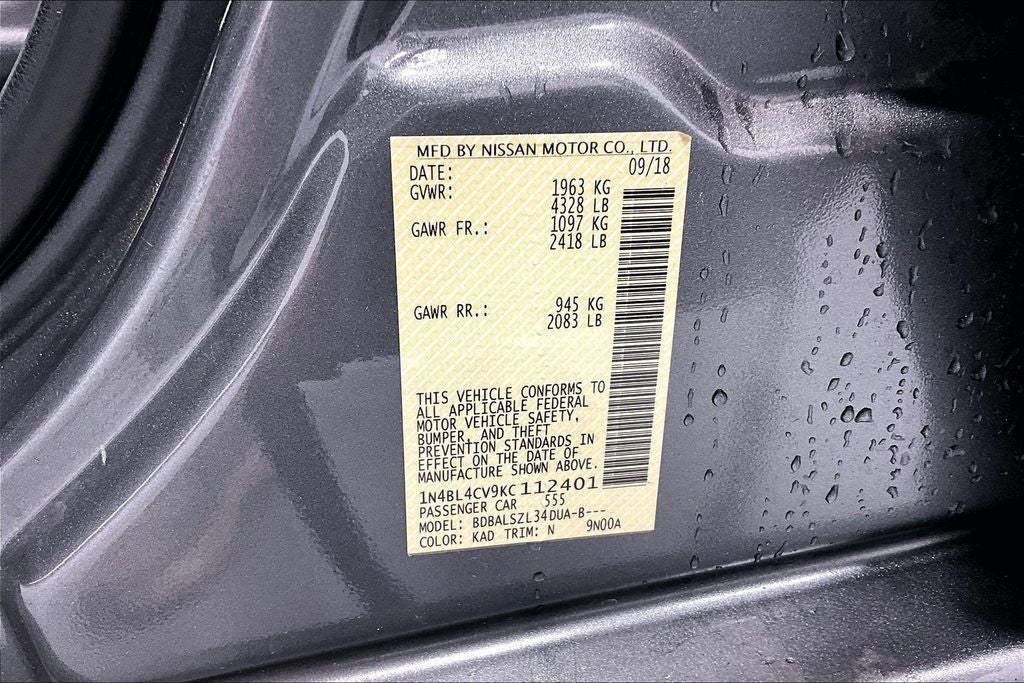 MFD BY NISSAN MOTOR CO., LTD.
DATE: 09/18
GVWR: 1963 KG
4328 LB
GAWR FR.: 1097 KG
2418 LB
GAWR RR.: 945 KG
2083 LB
THIS VEHICLE CONFORMS TO
ALL APPLICABLE FEDERAL
MOTOR VEHICLE SAFETY,
BUMPER, AND THEFT
PREVENTION STANDARDS IN
EFFECT ON THE DATE OF
MANUFACTURE SHOWN ABOVE.
1N4BL4CV9KC112401
PASSENGER CAR 555
MODEL: BDBALSZL34DUA-B---
COLOR: KAD TRIM: N 9N00A